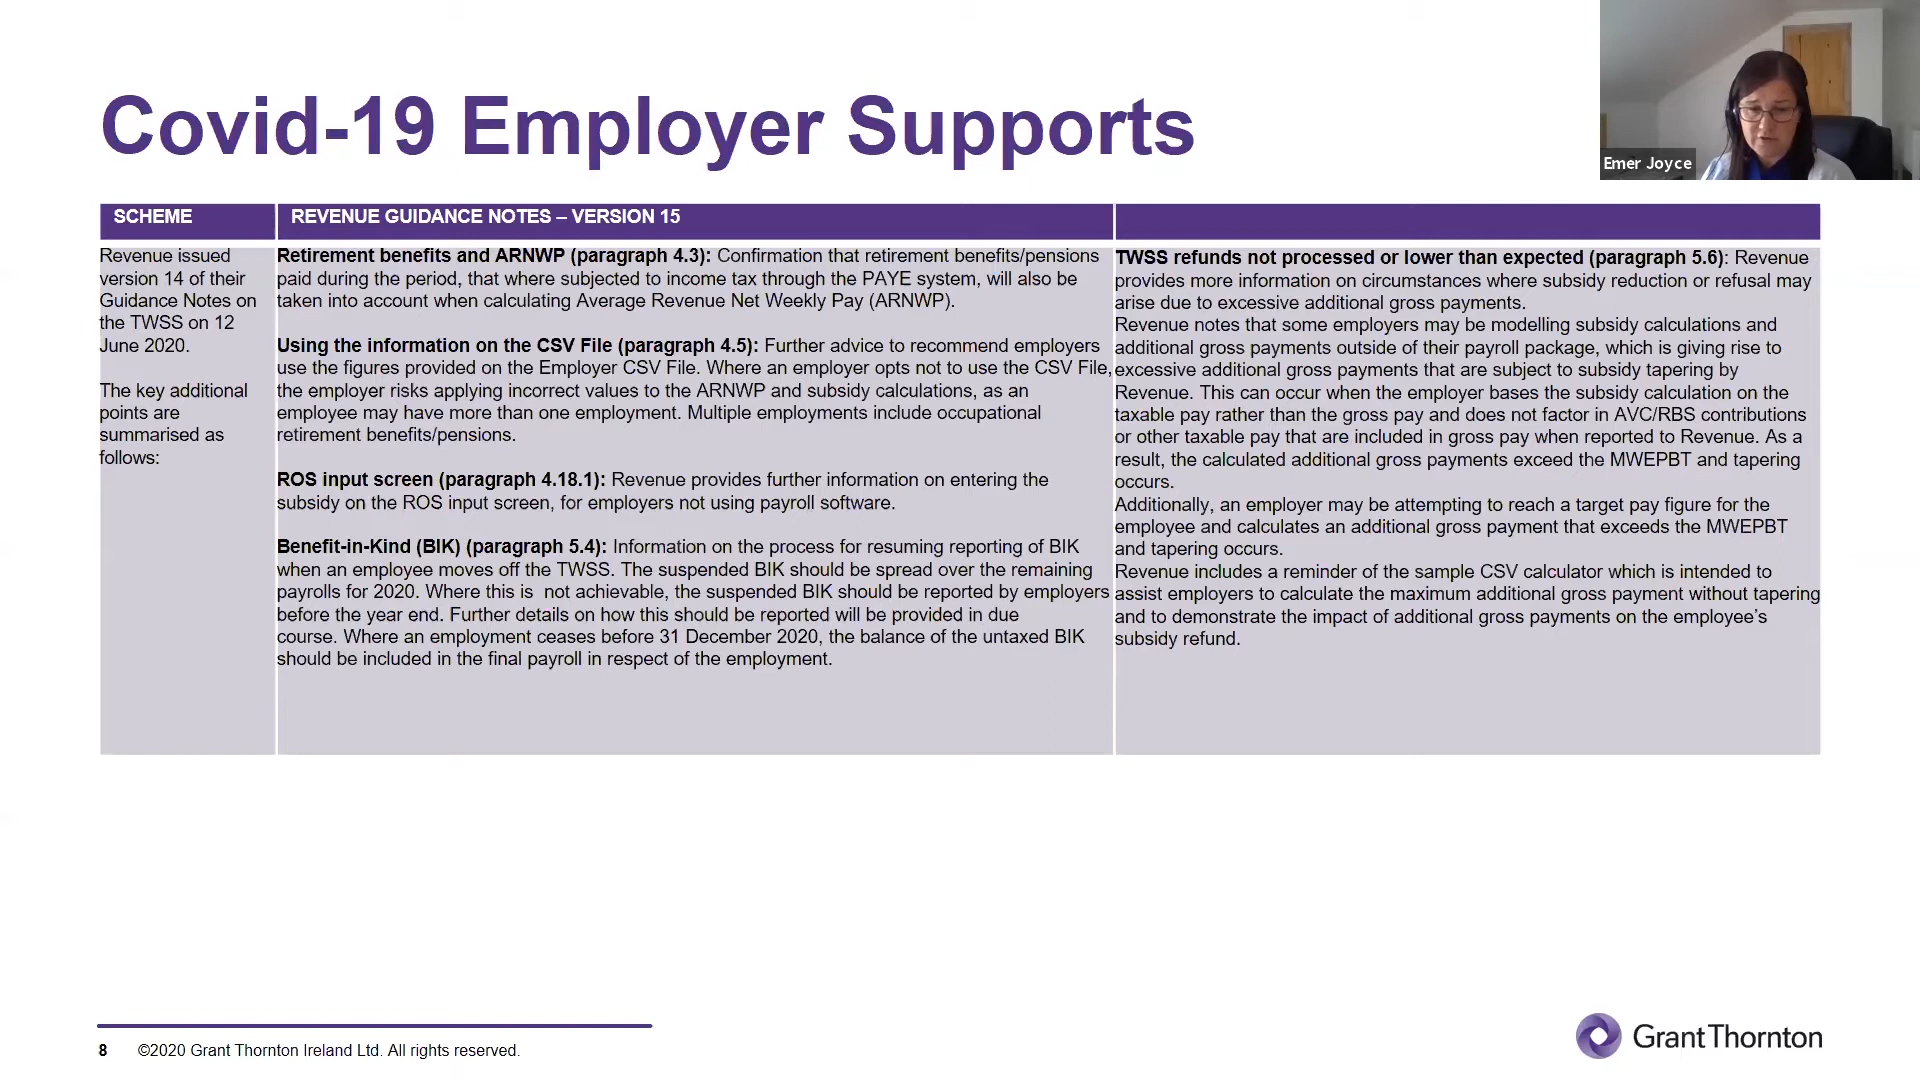 Covid-19 Employer Supports
Emer Joyce
SCHEME
REVENUE GUIDANCE NOTES – VERSION 15
Revenue issued
version 14 of their
Guidance Notes on
the TWSS on 12
June 2020.
The key additional
points are
summarised as
follows:
Retirement benefits and ARNWP (paragraph 4.3): Confirmation that retirement benefits/pensions
paid during the period, that where subjected to income tax through the PAYE system, will also be
taken into account when calculating Average Revenue Net Weekly Pay (ARNWP).
Using the information on the CSV File (paragraph 4.5): Further advice to recommend employers
use the figures provided on the Employer CSV File. Where an employer opts not to use the CSV File,
the employer risks applying incorrect values to the ARNWP and subsidy calculations, as an
employee may have more than one employment. Multiple employments include occupational
retirement benefits/pensions.
ROS input screen (paragraph 4.18.1): Revenue provides further information on entering the
subsidy on the ROS input screen, for employers not using payroll software.
Benefit-in-Kind (BIK) (paragraph 5.4): Information on the process for resuming reporting of BIK
when an employee moves off the TWSS. The suspended BIK should be spread over the remaining
payrolls for 2020. Where this is not achievable, the suspended BIK should be reported by employers
before the year end. Further details on how this should be reported will be provided in due
course. Where an employment ceases before 31 December 2020, the balance of the untaxed BIK
should be included in the final payroll in respect of the employment.
TWSS refunds not processed or lower than expected (paragraph 5.6): Revenue
provides more information on circumstances where subsidy reduction or refusal may
arise due to excessive additional gross payments.
Revenue notes that some employers may be modelling subsidy calculations and
additional gross payments outside of their payroll package, which is giving rise to
excessive additional gross payments that are subject to subsidy tapering by
Revenue. This can occur when the employer bases the subsidy calculation on the
taxable pay rather than the gross pay and does not factor in AVC/RBS contributions
or other taxable pay that are included in gross pay when reported to Revenue. As a
result, the calculated additional gross payments exceed the MWEPBT and tapering
occurs.
Additionally, an employer may be attempting to reach a target pay figure for the
employee and calculates an additional gross payment that exceeds the MWEPBT
and tapering occurs.
Revenue includes a reminder of the sample CSV calculator which is intended to
assist employers to calculate the maximum additional gross payment without tapering
and to demonstrate the impact of additional gross payments on the employee’s
subsidy refund.
8 ©2020 Grant Thornton Ireland Ltd. All rights reserved.
GrantThornton